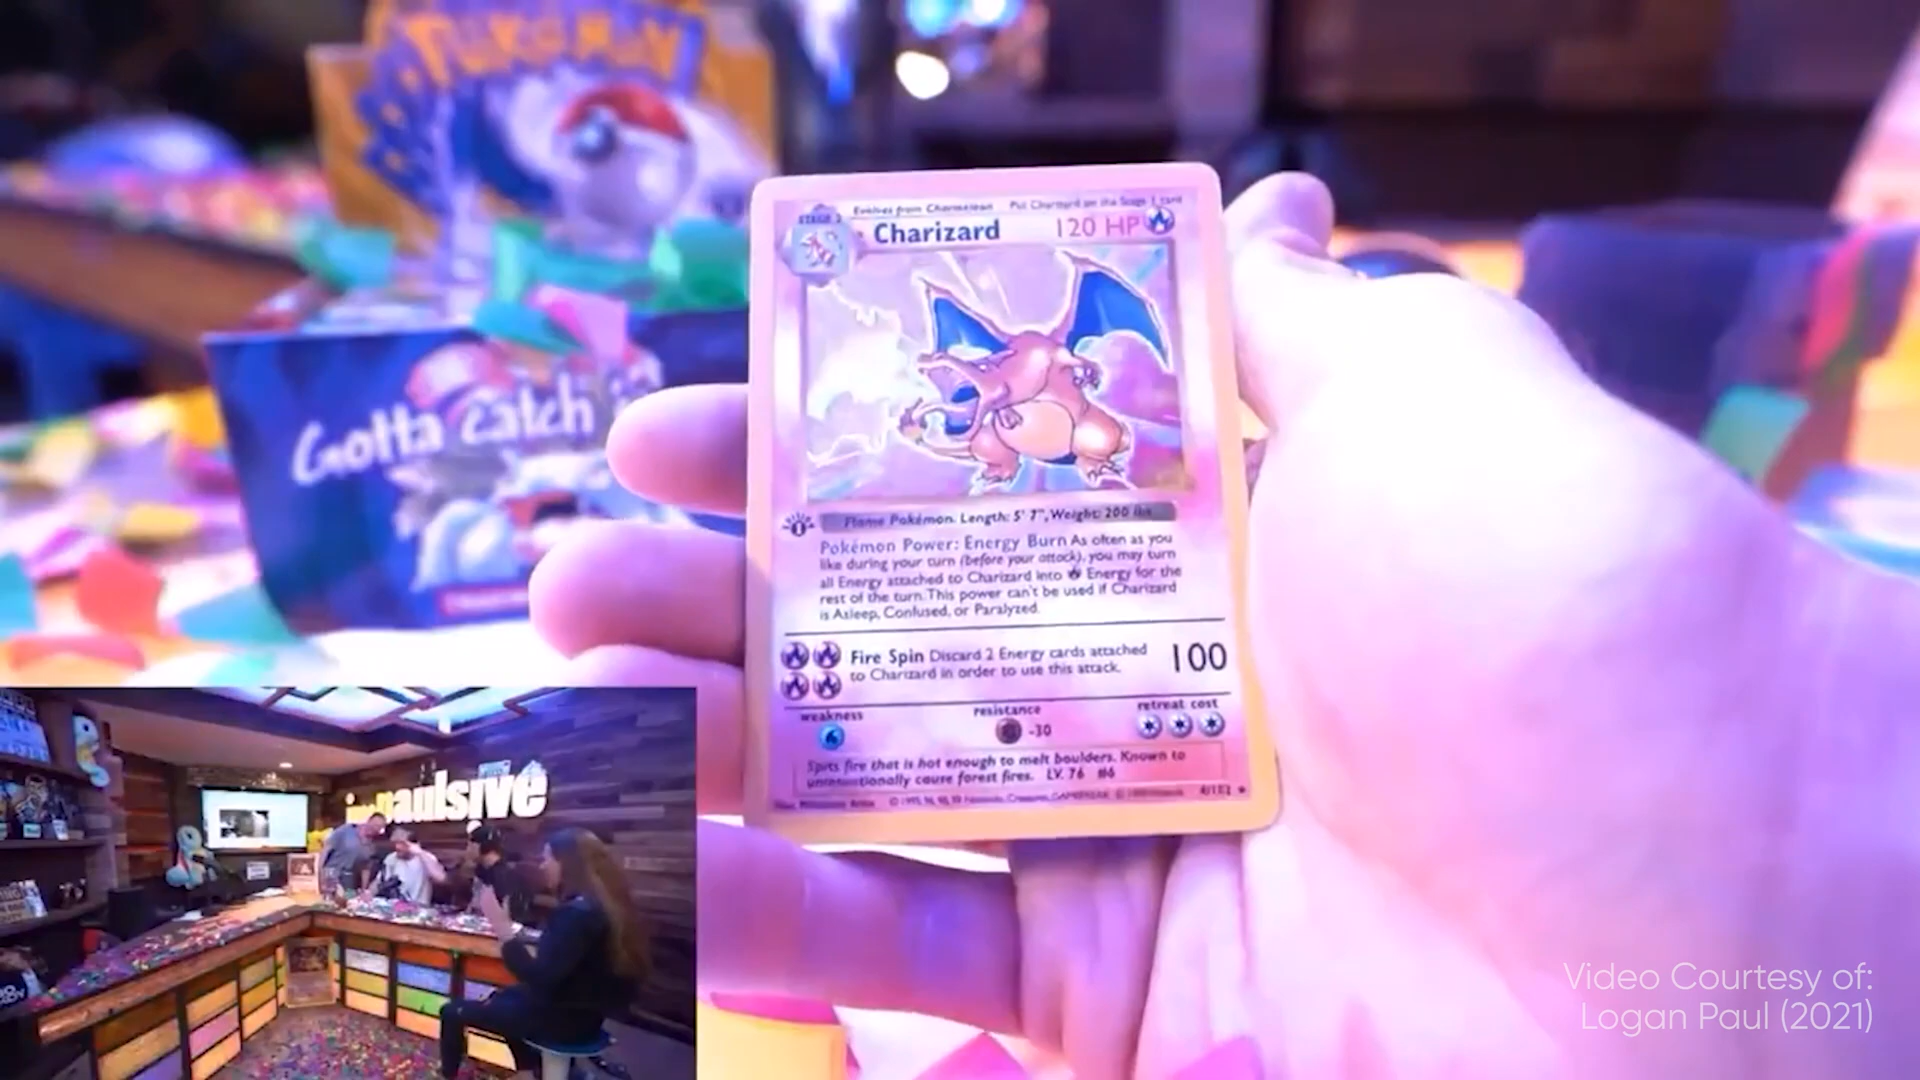 POKéMON
Gotta catch
STAGE 2
Evolves from Charmeleon
Put Charizard on the Stage 1 card
Charizard
120 HP
Flame Pokémon. Length: 5' 7", Weight: 200 lbs
Pokémon Power: Energy Burn As often as you
like during your turn (before your attack), you may turn
all Energy attached to Charizard into Energy for the
rest of the turn. This power can't be used if Charizard
is Asleep, Confused, or Paralyzed.
Fire Spin Discard 2 Energy cards attached
to Charizard in order to use this attack.
100
weakness
resistance
-30
retreat cost
Spits fire that is hot enough to melt boulders. Known to
unintentionally cause forest fires. LV. 76 #6
4/102
paulsive
Video Courtesy of:
Logan Paul (2021)